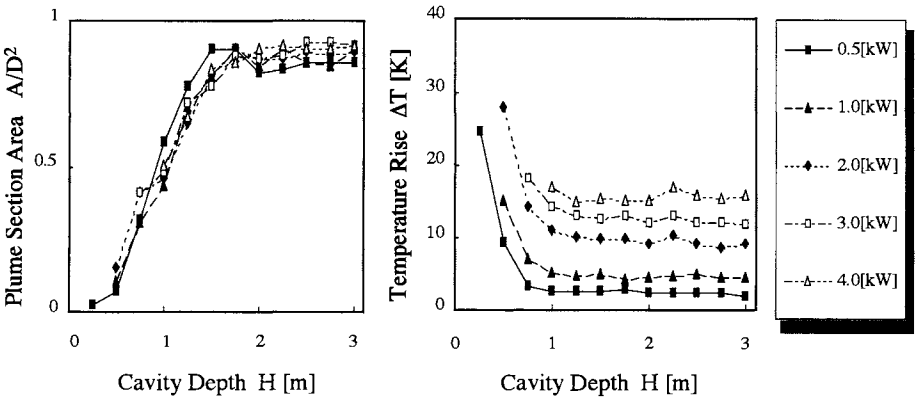 Plume Section Area A/D²
1
0.5
0
0 1 2 3
Cavity Depth H [m]
Temperature Rise ΔT [K]
40
30
20
10
0
0 1 2 3
Cavity Depth H [m]
0.5[kW]
1.0[kW]
2.0[kW]
3.0[kW]
4.0[kW]